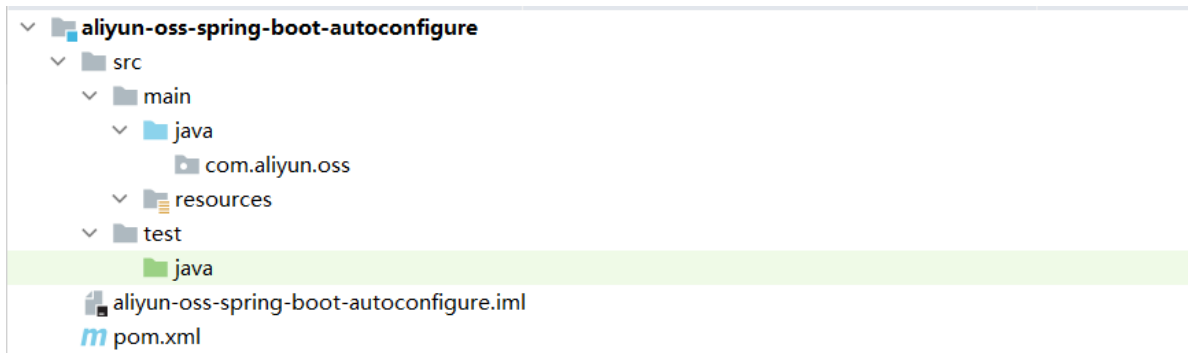 aliyun-oss-spring-boot-autoconfigure
src
main
java
com.aliyun.oss
resources
test
java
aliyun-oss-spring-boot-autoconfigure.iml
m pom.xml